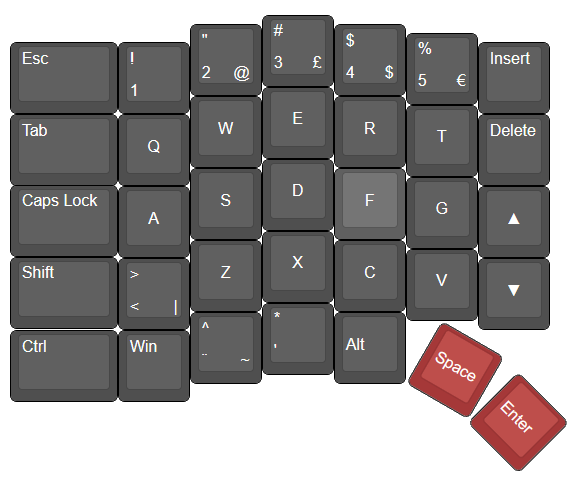 Esc
!
1
"
2 @
#
3 £
$
4 $
%
5 €
Insert
Tab
Q
W
E
R
T
Delete
Caps Lock
A
S
D
F
G
▲
Shift
>
< |
Z
X
C
V
▼
Ctrl
Win
^
¨ ~
*
'
Alt
Space
Enter